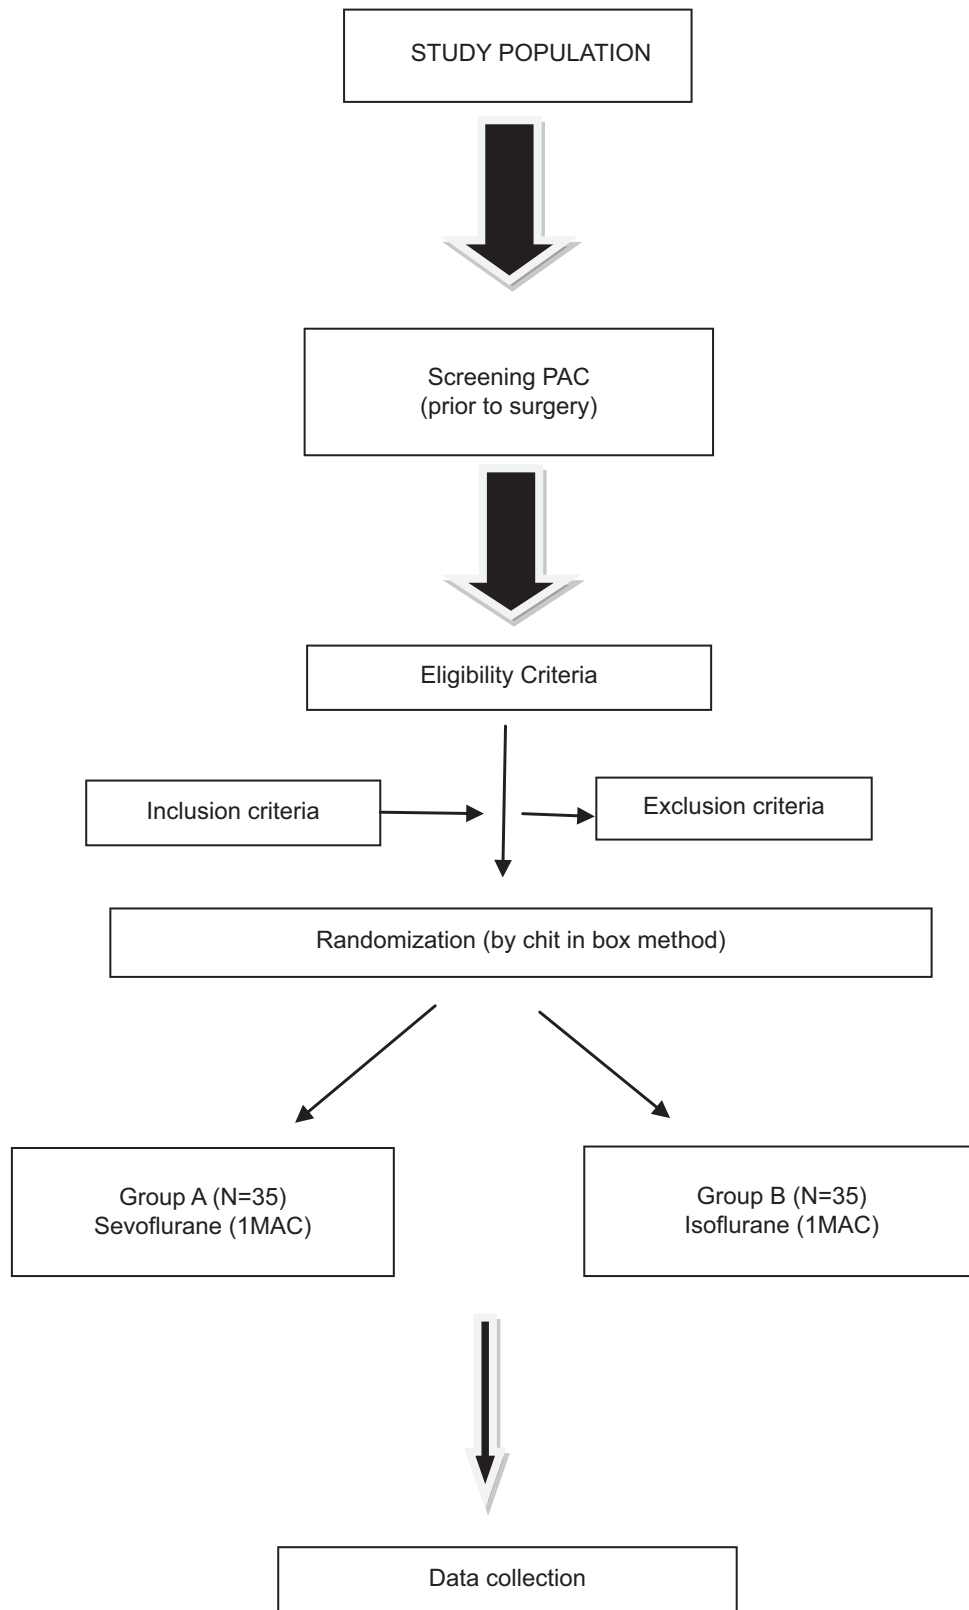 STUDY POPULATION
Screening PAC
(prior to surgery)
Eligibility Criteria
Inclusion criteria
Exclusion criteria
Randomization (by chit in box method)
Group A (N=35)
Sevoflurane (1MAC)
Group B (N=35)
Isoflurane (1MAC)
Data collection